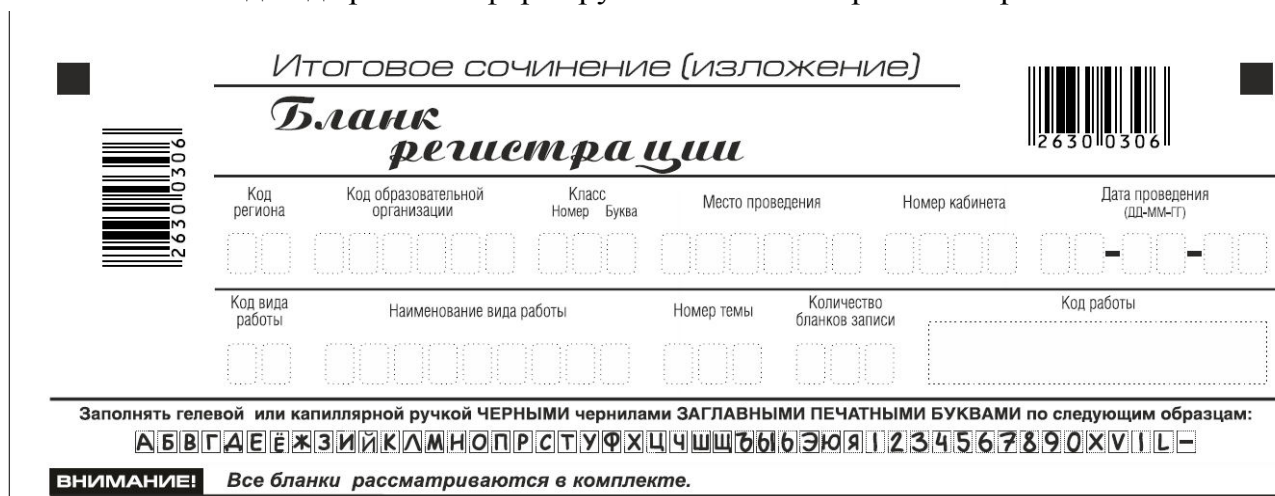 Итоговое сочинение (изложение)
Бланк
регистрации
2630 0306
2630 0306
Код региона
Код образовательной организации
Класс
Номер Буква
Место проведения
Номер кабинета
Дата проведения
(ДД-ММ-ГГ)
Код вида работы
Наименование вида работы
Номер темы
Количество бланков записи
Код работы
Заполнять гелевой или капиллярной ручкой ЧЕРНЫМИ чернилами ЗАГЛАВНЫМИ ПЕЧАТНЫМИ БУКВАМИ по следующим образцам:
АБВГДЕЁЖЗИЙКЛМНОПРСТУФХЦЧШЩЪЫЬЭЮЯ1234567890XVIL-
ВНИМАНИЕ! Все бланки рассматриваются в комплекте.